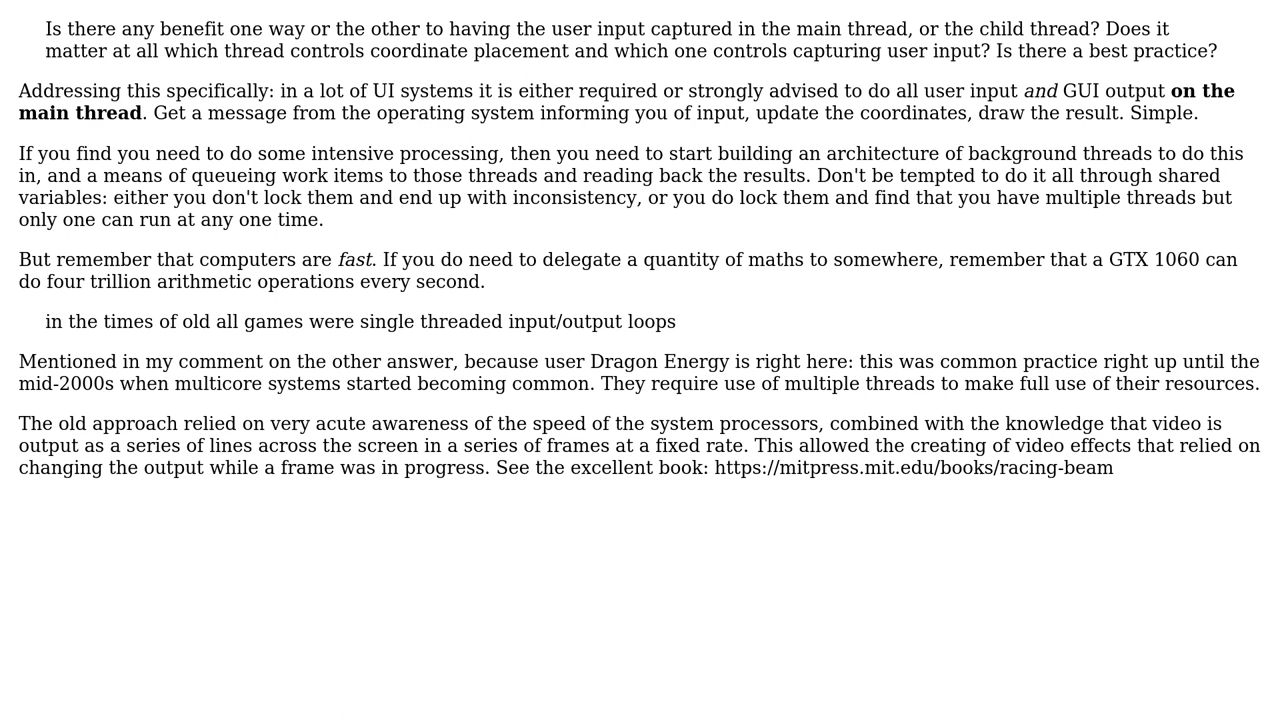 Is there any benefit one way or the other to having the user input captured in the main thread, or the child thread? Does it
matter at all which thread controls coordinate placement and which one controls capturing user input? Is there a best practice?
Addressing this specifically: in a lot of UI systems it is either required or strongly advised to do all user input and GUI output on the
main thread. Get a message from the operating system informing you of input, update the coordinates, draw the result. Simple.
If you find you need to do some intensive processing, then you need to start building an architecture of background threads to do this
in, and a means of queueing work items to those threads and reading back the results. Don't be tempted to do it all through shared
variables: either you don't lock them and end up with inconsistency, or you do lock them and find that you have multiple threads but
only one can run at any one time.
But remember that computers are fast. If you do need to delegate a quantity of maths to somewhere, remember that a GTX 1060 can
do four trillion arithmetic operations every second.
in the times of old all games were single threaded input/output loops
Mentioned in my comment on the other answer, because user Dragon Energy is right here: this was common practice right up until the
mid-2000s when multicore systems started becoming common. They require use of multiple threads to make full use of their resources.
The old approach relied on very acute awareness of the speed of the system processors, combined with the knowledge that video is
output as a series of lines across the screen in a series of frames at a fixed rate. This allowed the creating of video effects that relied on
changing the output while a frame was in progress. See the excellent book: https://mitpress.mit.edu/books/racing-beam